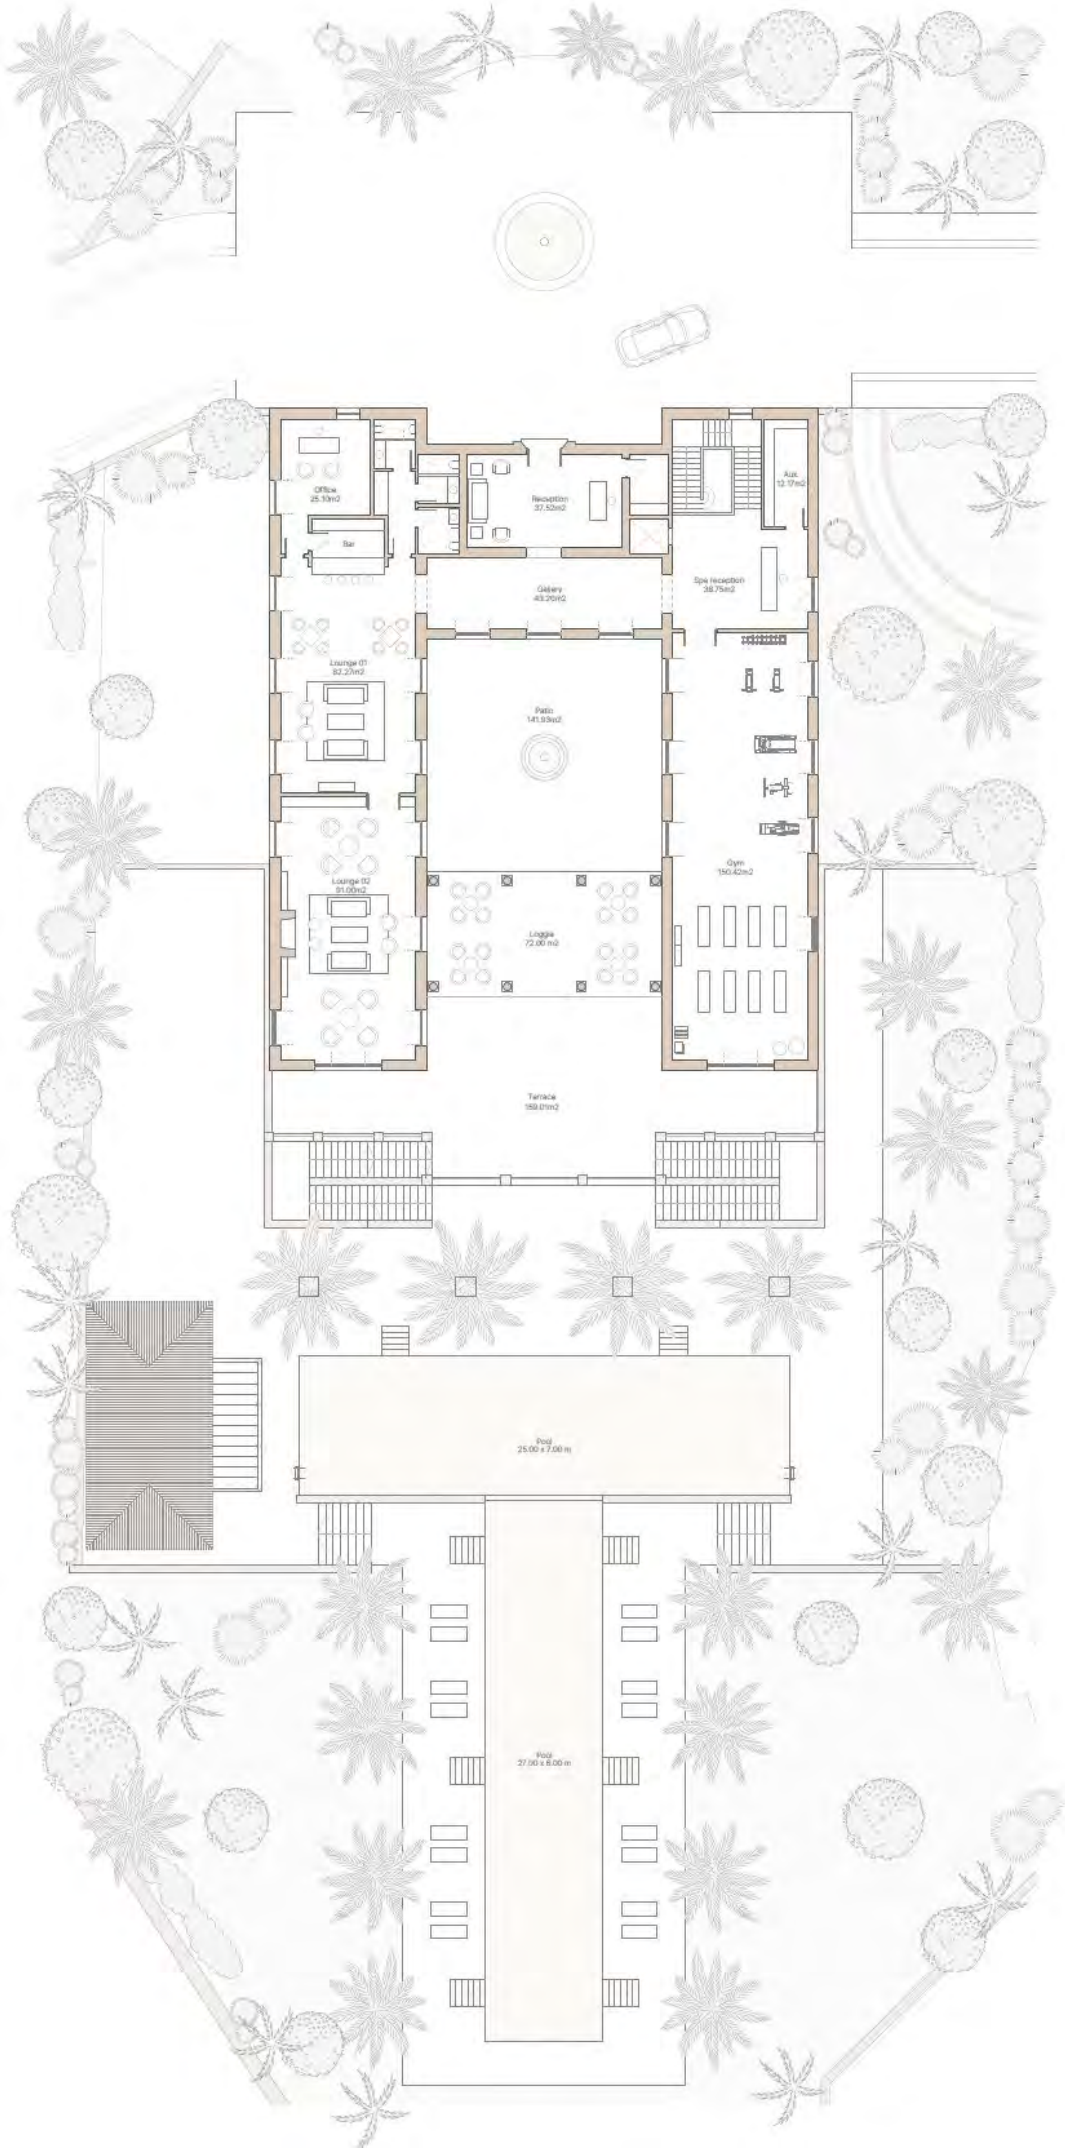 Office
25.10m2
Bar
Reception
37.52m2
Aux.
12.17m2
Gallery
43.20m2
Spa reception
38.75m2
Lounge 01
82.27m2
Patio
141.93m2
Lounge 02
91.00m2
Gym
150.42m2
Loggia
72.00 m2
Terrace
159.01m2
Pool
25.00 x 7.00 m
Pool
27.00 x 6.00 m